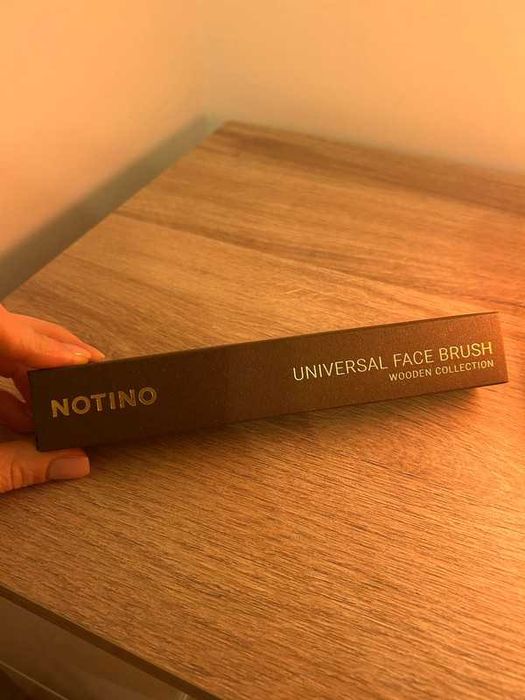 NOTINO
UNIVERSAL FACE BRUSH
WOODEN COLLECTION